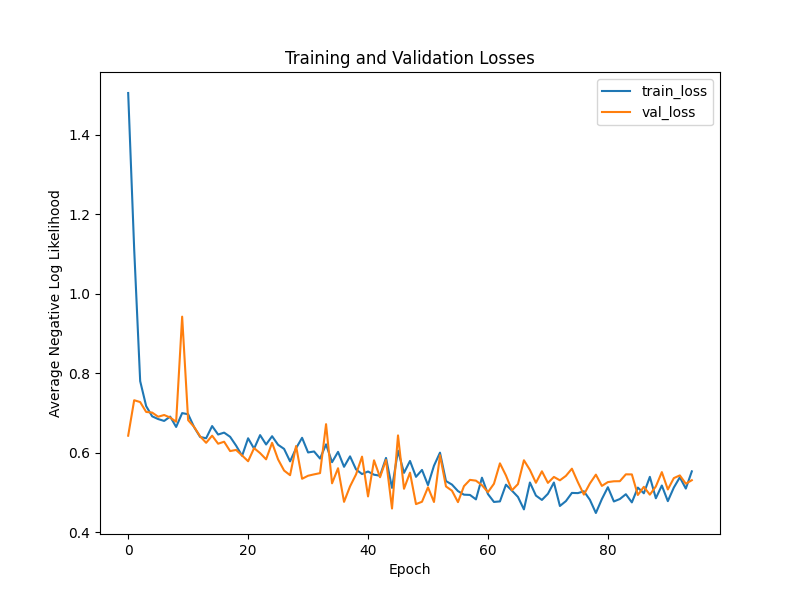 Training and Validation Losses
train_loss
val_loss
Average Negative Log Likelihood
1.4
1.2
1.0
0.8
0.6
0.4
0
20
40
60
80
Epoch